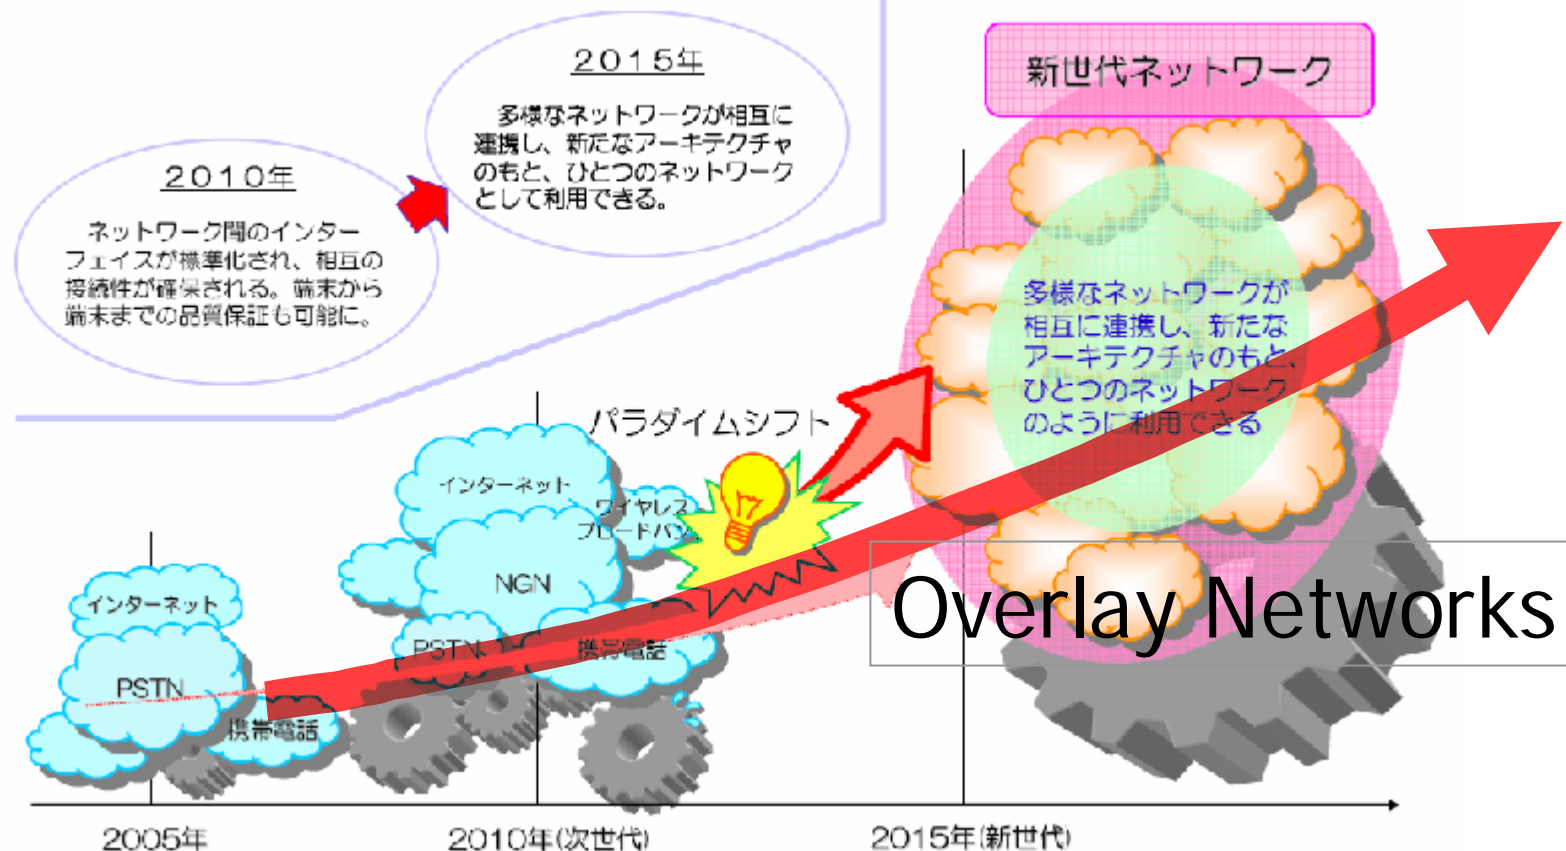 2015年
多様なネットワークが相互に
連携し、新たなアーキテクチャ
のもと、ひとつのネットワーク
として利用できる。
2010年
ネットワーク間のインター
フェイスが標準化され、相互の
接続性が確保される。端末から
端末までの品質保証も可能に。
新世代ネットワーク
多様なネットワークが
相互に連携し、新たな
アーキテクチャのもと、
ひとつのネットワーク
のように利用できる
パラダイムシフト
インターネット
ワイヤレス
ブロードバン
NGN
PSTN
携帯電話
インターネット
PSTN
携帯電話
Overlay Networks
2005年
2010年(次世代)
2015年(新世代)